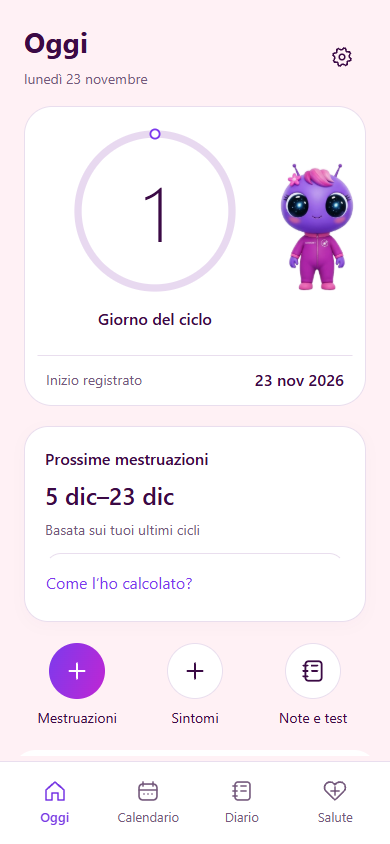 Oggi
lunedì 23 novembre
1
Giorno del ciclo
Inizio registrato
23 nov 2026
Prossime mestruazioni
5 dic–23 dic
Basata sui tuoi ultimi cicli
Come l’ho calcolato?
Mestruazioni
Sintomi
Note e test
Oggi
Calendario
Diario
Salute